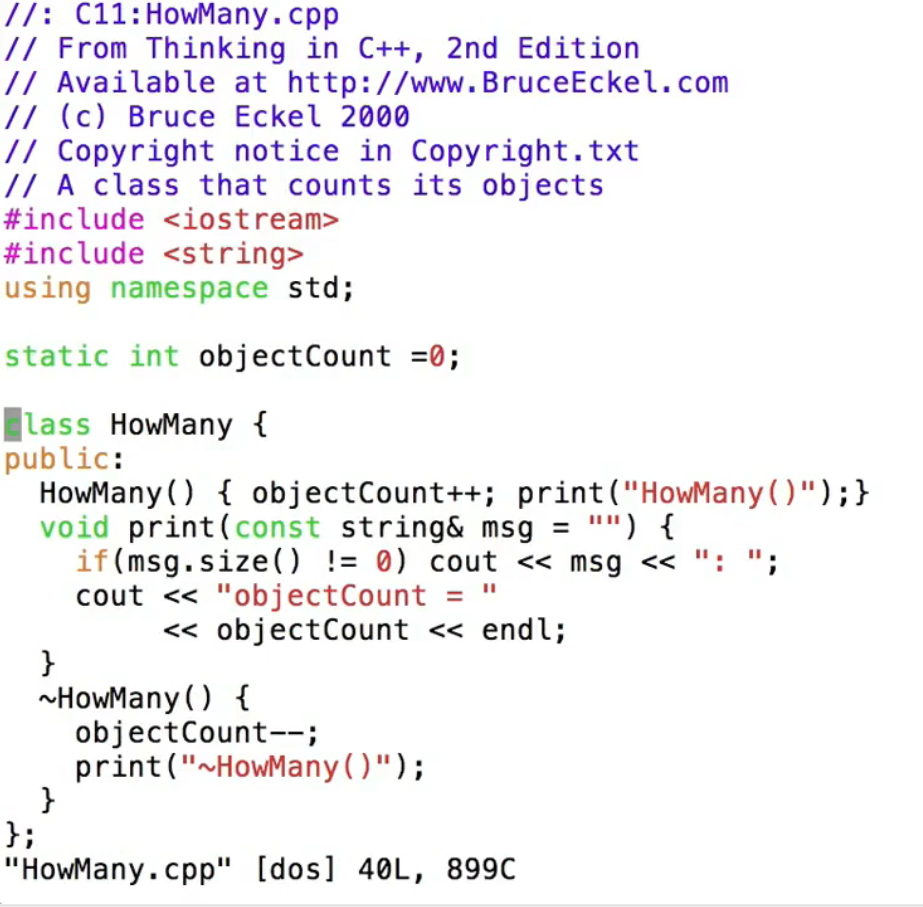 //: C11:HowMany.cpp
// From Thinking in C++, 2nd Edition
// Available at http://www.BruceEckel.com
// (c) Bruce Eckel 2000
// Copyright notice in Copyright.txt
// A class that counts its objects
#include <iostream>
#include <string>
using namespace std;

static int objectCount =0;

class HowMany {
public:
  HowMany() { objectCount++; print("HowMany()");}
  void print(const string& msg = "") {
    if(msg.size() != 0) cout << msg << ": ";
    cout << "objectCount = "
         << objectCount << endl;
  }
  ~HowMany() {
    objectCount--;
    print("~HowMany()");
  }
};
"HowMany.cpp" [dos] 40L, 899C